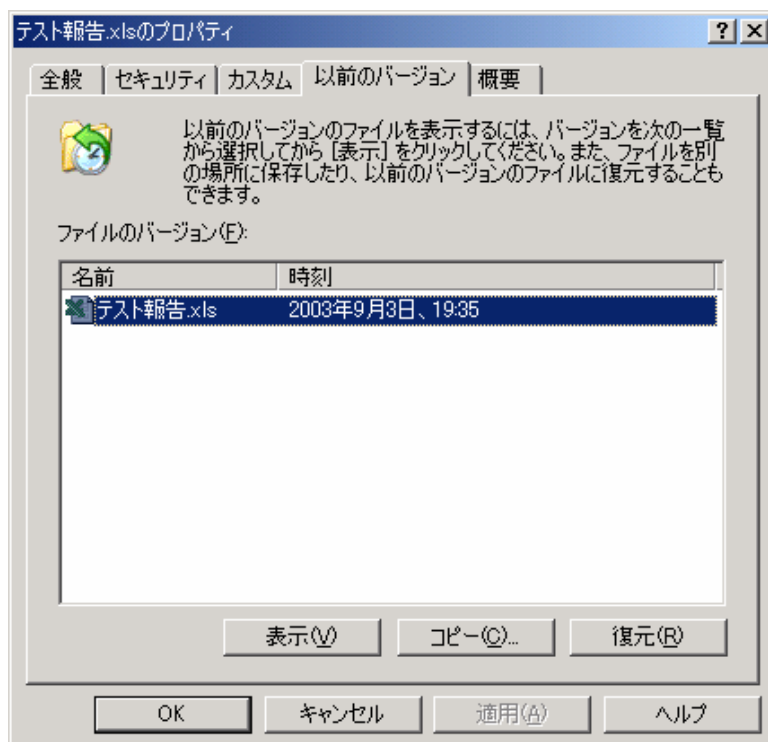 テスト報告.xlsのプロパティ
全般 セキュリティ カスタム 以前のバージョン 概要
以前のバージョンのファイルを表示するには、バージョンを次の一覧
から選択してから [表示] をクリックしてください。また、ファイルを別
の場所に保存したり、以前のバージョンのファイルに復元することも
できます。
ファイルのバージョン(F):
名前 時刻
テスト報告.xls 2003年9月3日、19:35
表示(V) コピー(C)... 復元(R)
OK キャンセル 適用(A) ヘルプ